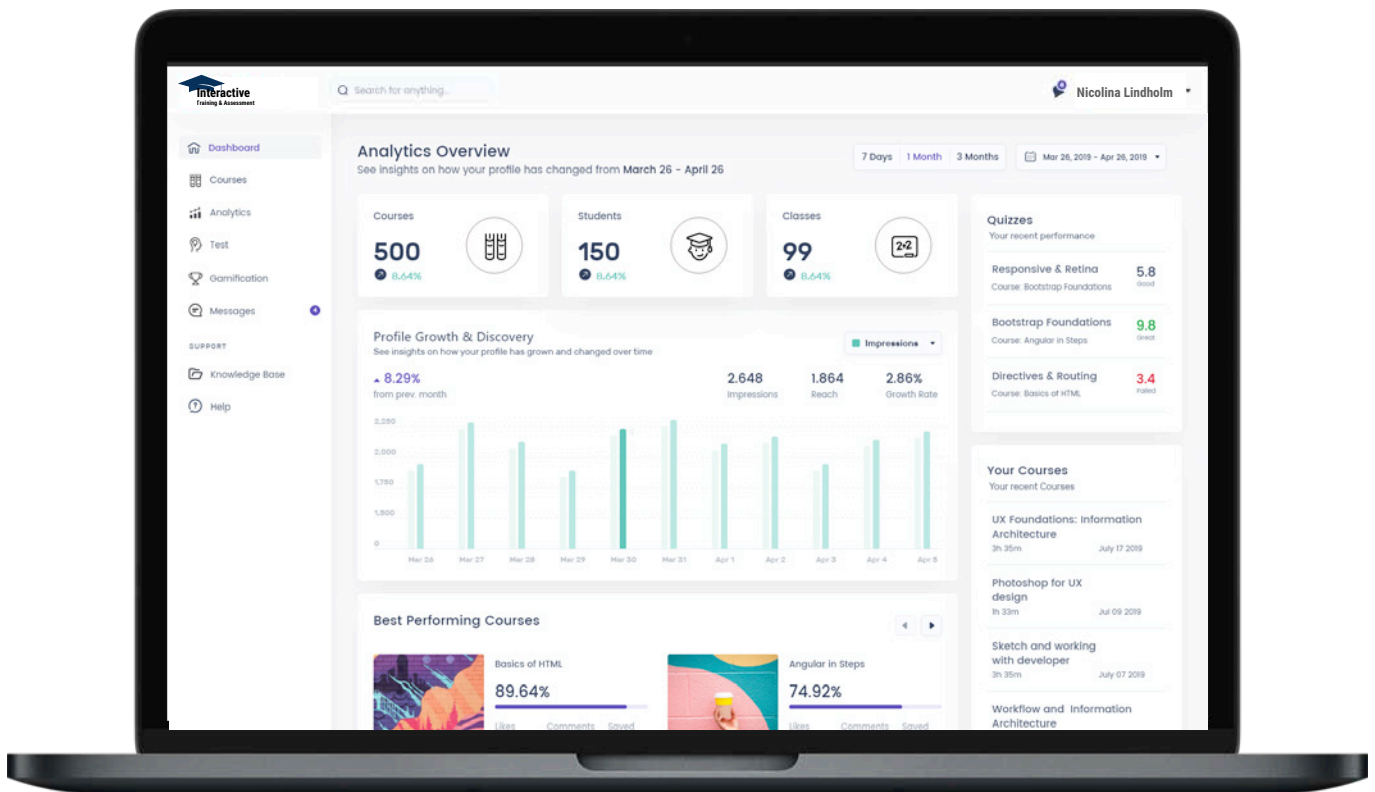 Interactive
Training & Assessment
Search for anything...
Nicolina Lindholm
Dashboard
Courses
Analytics
Test
Gamification
Messages
SUPPORT
Knowledge Base
Help
Analytics Overview
See insights on how your profile has changed from March 26 - April 26
7 Days 1 Month 3 Months
Mar 26, 2019 - Apr 26, 2019
Courses
500
8.64%
Students
150
8.64%
Classes
99
8.64%
2×2
Profile Growth & Discovery
See insights on how your profile has grown and changed over time
Impressions
8.29%
from prev. month
2.648
Impressions
1.864
Reach
2.86%
Growth Rate
2,250
2,000
1,750
1,500
0
Mar 26 Mar 27 Mar 28 Mar 29 Mar 30 Mar 31 Apr 1 Apr 2 Apr 3 Apr 4 Apr 5
Best Performing Courses
Basics of HTML
89.64%
Likes Comments Saved
Angular in Steps
74.92%
Likes Comments Saved
Quizzes
Your recent performance
Responsive & Retina 5.8
Course: Bootstrap Foundations Good
Bootstrap Foundations 9.8
Course: Angular in Steps Great
Directives & Routing 3.4
Course: Basics of HTML Failed
Your Courses
Your recent Courses
UX Foundations: Information
Architecture
3h 35m July 17 2019
Photoshop for UX
design
1h 33m Jul 09 2019
Sketch and working
with developer
3h 35m July 07 2019
Workflow and Information
Architecture